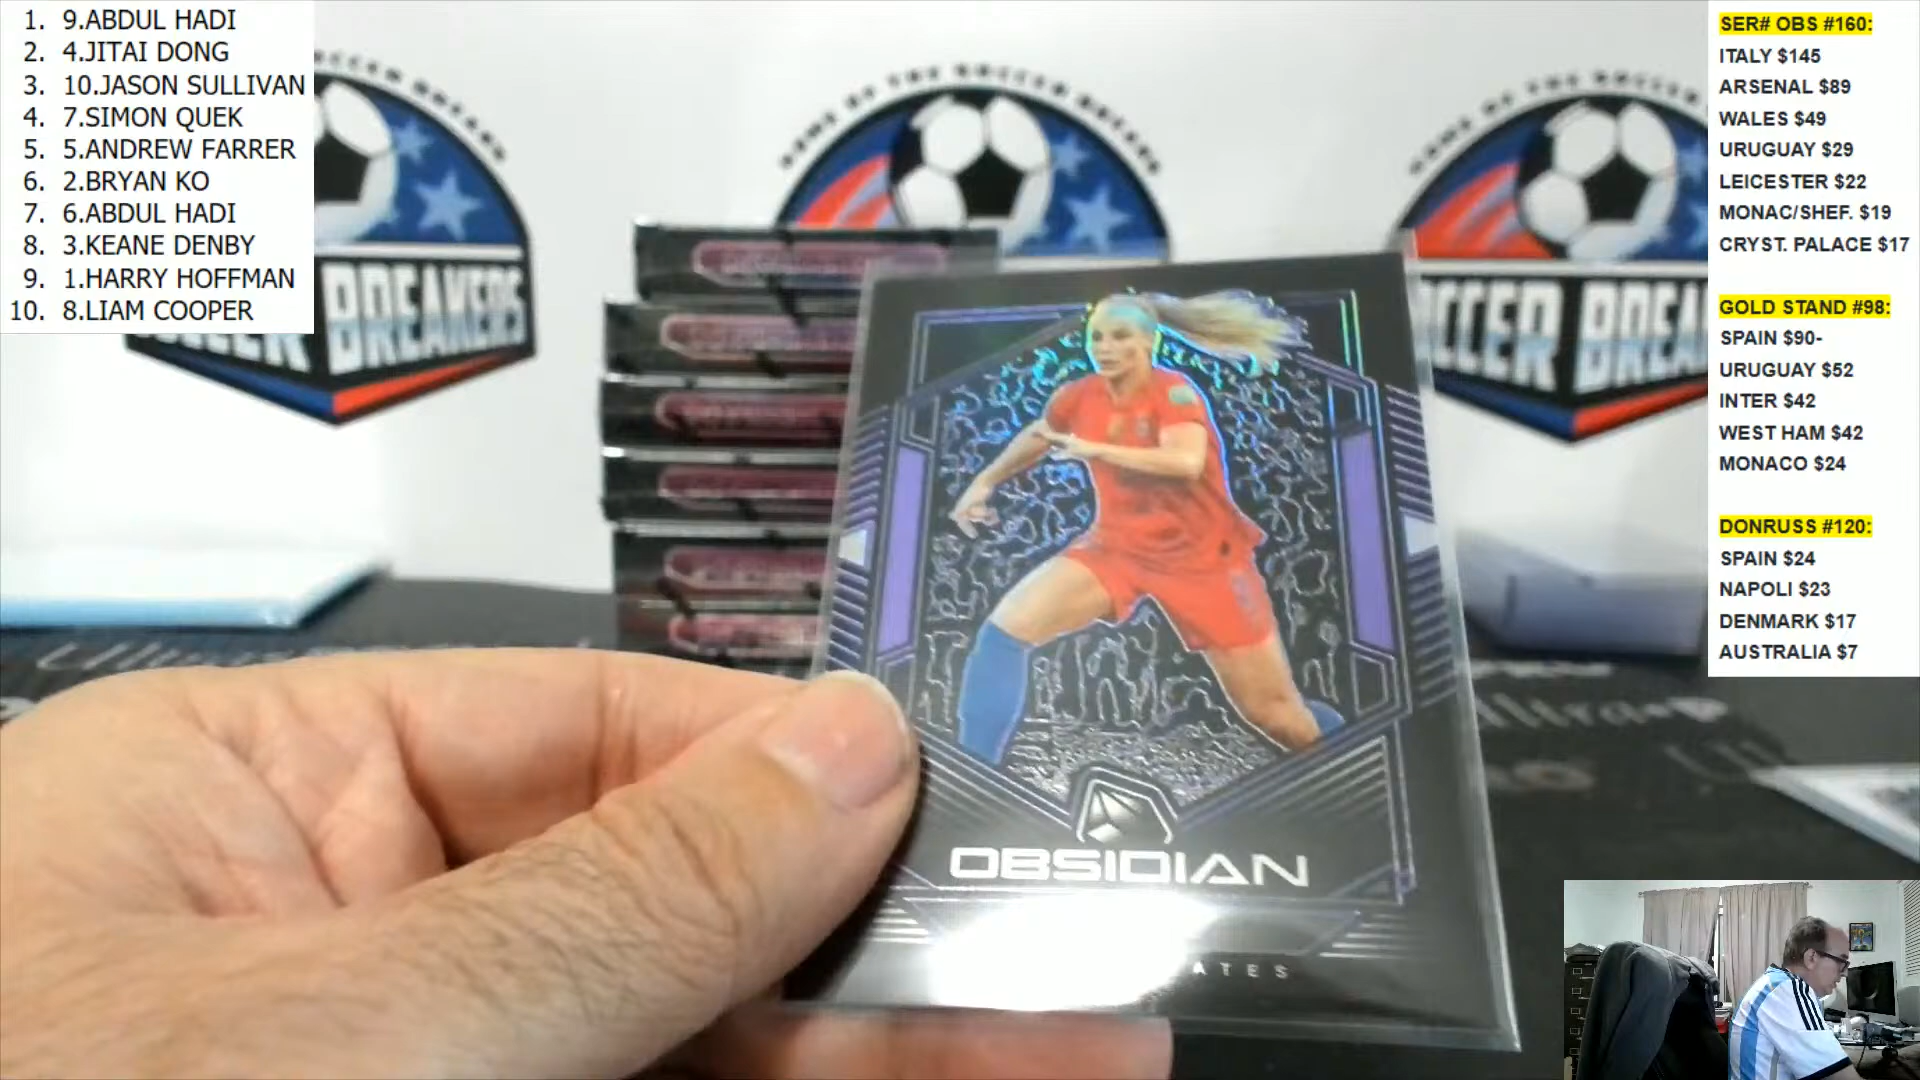 1. 9.ABDUL HADI
2. 4.JITAI DONG
3. 10.JASON SULLIVAN
4. 7.SIMON QUEK
5. 5.ANDREW FARRER
6. 2.BRYAN KO
7. 6.ABDUL HADI
8. 3.KEANE DENBY
9. 1.HARRY HOFFMAN
10. 8.LIAM COOPER
SER# OBS #160:
ITALY $145
ARSENAL $89
WALES $49
URUGUAY $29
LEICESTER $22
MONAC/SHEF. $19
CRYST. PALACE $17
GOLD STAND #98:
SPAIN $90-
URUGUAY $52
INTER $42
WEST HAM $42
MONACO $24
DONRUSS #120:
SPAIN $24
NAPOLI $23
DENMARK $17
AUSTRALIA $7
BREAKERS
OBSIDIAN